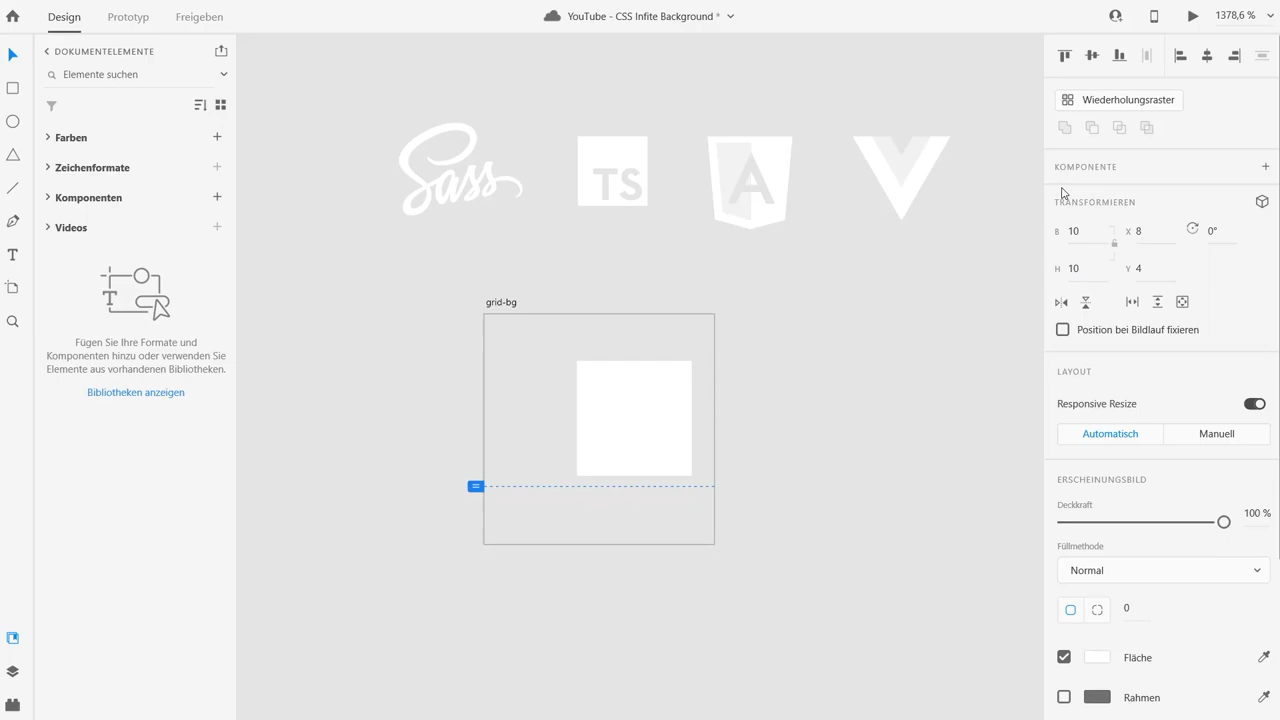 Design
Prototyp
Freigeben
YouTube - CSS Infite Background *
1378,6 %
DOKUMENTELEMENTE
Elemente suchen
Farben
Zeichenformate
Komponenten
Videos
Fügen Sie Ihre Formate und
Komponenten hinzu oder verwenden Sie
Elemente aus vorhandenen Bibliotheken.
Bibliotheken anzeigen
Sass
TS
A
grid-bg
Wiederholungsraster
KOMPONENTE
TRANSFORMIEREN
B 10 X 8 0°
H 10 Y 4
Position bei Bildlauf fixieren
LAYOUT
Responsive Resize
Automatisch
Manuell
ERSCHEINUNGSBILD
Deckkraft
100 %
Füllmethode
Normal
0
Fläche
Rahmen